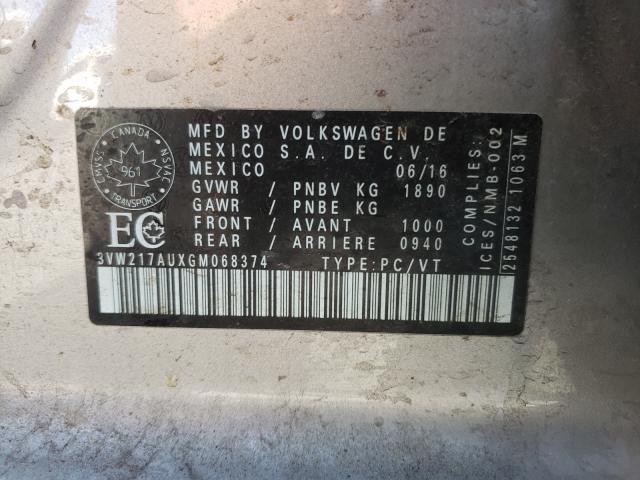 CANADA
CMVSS NSVAC
961
TRANSPORT
EC
MFD BY VOLKSWAGEN DE
MEXICO S.A. DE C.V.
MEXICO 06/16
GVWR / PNBV KG 1890
GAWR / PNBE KG
FRONT / AVANT 1000
REAR / ARRIERE 0940
3VW217AUXGM068374 TYPE:PC/VT
COMPLIES:
ICES/NMB-002
2548132 1063 M